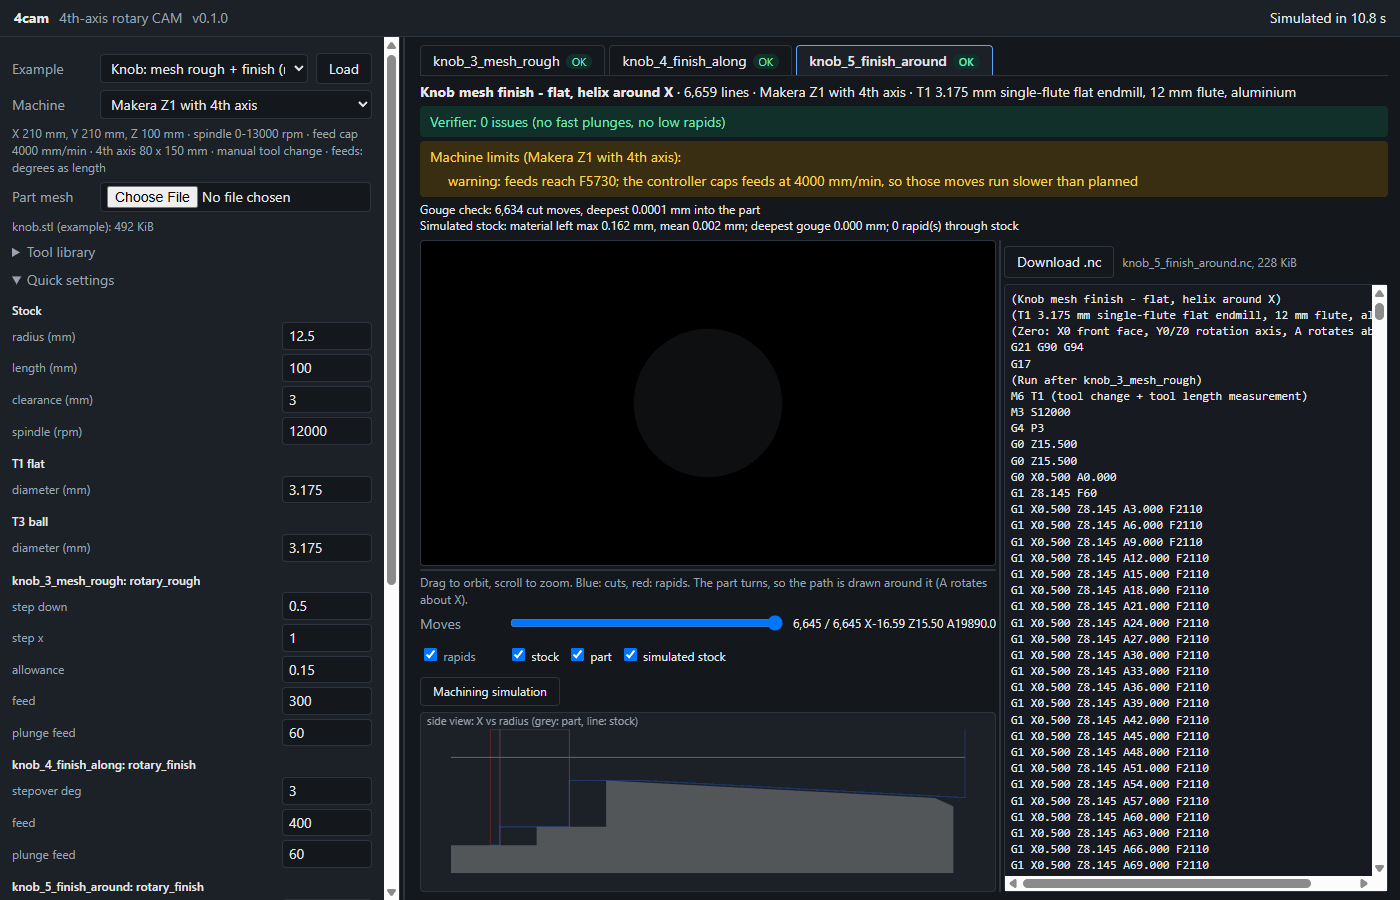 4cam 4th-axis rotary CAM v0.1.0
Simulated in 10.8 s
Example
Knob: mesh rough + finish (
Load
Machine
Makera Z1 with 4th axis
X 210 mm, Y 210 mm, Z 100 mm · spindle 0-13000 rpm · feed cap
4000 mm/min · 4th axis 80 x 150 mm · manual tool change · feeds:
degrees as length
Part mesh
Choose File No file chosen
knob.stl (example): 492 KiB
▶ Tool library
▼ Quick settings
Stock
radius (mm) 12.5
length (mm) 100
clearance (mm) 3
spindle (rpm) 12000
T1 flat
diameter (mm) 3.175
T3 ball
diameter (mm) 3.175
knob_3_mesh_rough: rotary_rough
step down 0.5
step x 1
allowance 0.15
feed 300
plunge feed 60
knob_4_finish_along: rotary_finish
stepover deg 3
feed 400
plunge feed 60
knob_5_finish_around: rotary_finish
knob_3_mesh_rough OK
knob_4_finish_along OK
knob_5_finish_around OK
Knob mesh finish - flat, helix around X · 6,659 lines · Makera Z1 with 4th axis · T1 3.175 mm single-flute flat endmill, 12 mm flute, aluminium
Verifier: 0 issues (no fast plunges, no low rapids)
Machine limits (Makera Z1 with 4th axis):
warning: feeds reach F5730; the controller caps feeds at 4000 mm/min, so those moves run slower than planned
Gouge check: 6,634 cut moves, deepest 0.0001 mm into the part
Simulated stock: material left max 0.162 mm, mean 0.002 mm; deepest gouge 0.000 mm; 0 rapid(s) through stock
Drag to orbit, scroll to zoom. Blue: cuts, red: rapids. The part turns, so the path is drawn around it (A rotates
about X).
Moves
6,645 / 6,645 X-16.59 Z15.50 A19890.0
rapids
stock
part
simulated stock
Machining simulation
side view: X vs radius (grey: part, line: stock)
Download .nc
knob_5_finish_around.nc, 228 KiB
(Knob mesh finish - flat, helix around X)
(T1 3.175 mm single-flute flat endmill, 12 mm flute, al
(Zero: X0 front face, Y0/Z0 rotation axis, A rotates ab
G21 G90 G94
G17
(Run after knob_3_mesh_rough)
M6 T1 (tool change + tool length measurement)
M3 S12000
G4 P3
G0 Z15.500
G0 Z15.500
G0 X0.500 A0.000
G1 Z8.145 F60
G1 X0.500 Z8.145 A3.000 F2110
G1 X0.500 Z8.145 A6.000 F2110
G1 X0.500 Z8.145 A9.000 F2110
G1 X0.500 Z8.145 A12.000 F2110
G1 X0.500 Z8.145 A15.000 F2110
G1 X0.500 Z8.145 A18.000 F2110
G1 X0.500 Z8.145 A21.000 F2110
G1 X0.500 Z8.145 A24.000 F2110
G1 X0.500 Z8.145 A27.000 F2110
G1 X0.500 Z8.145 A30.000 F2110
G1 X0.500 Z8.145 A33.000 F2110
G1 X0.500 Z8.145 A36.000 F2110
G1 X0.500 Z8.145 A39.000 F2110
G1 X0.500 Z8.145 A42.000 F2110
G1 X0.500 Z8.145 A45.000 F2110
G1 X0.500 Z8.145 A48.000 F2110
G1 X0.500 Z8.145 A51.000 F2110
G1 X0.500 Z8.145 A54.000 F2110
G1 X0.500 Z8.145 A57.000 F2110
G1 X0.500 Z8.145 A60.000 F2110
G1 X0.500 Z8.145 A63.000 F2110
G1 X0.500 Z8.145 A66.000 F2110
G1 X0.500 Z8.145 A69.000 F2110